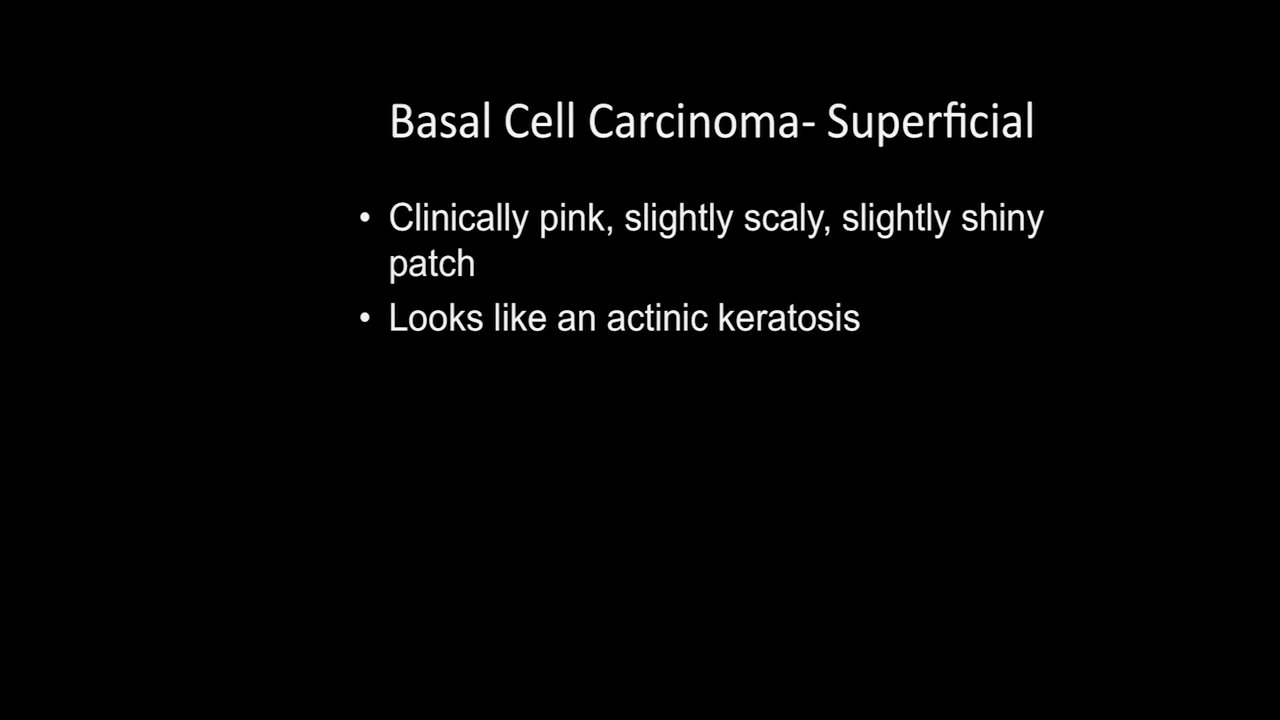 Basal Cell Carcinoma- Superficial
• Clinically pink, slightly scaly, slightly shiny
patch
• Looks like an actinic keratosis